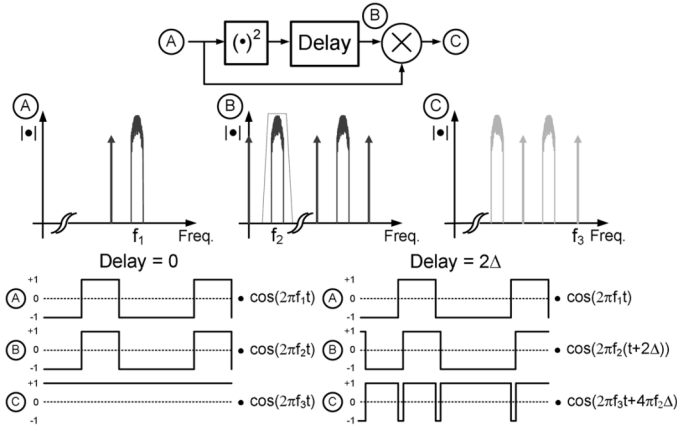 B
A (•)² Delay × C
A B C
|•| |•| |•|
f₁ Freq. f₂ Freq. f₃ Freq.
Delay = 0 Delay = 2Δ
+1 +1
A 0 • cos(2πf₁t) A 0 • cos(2πf₁t)
-1 -1
+1 +1
B 0 • cos(2πf₂t) B 0 • cos(2πf₂(t+2Δ))
-1 -1
+1 +1
C 0 • cos(2πf₃t) C 0 • cos(2πf₃t+4πf₂Δ)
-1 -1